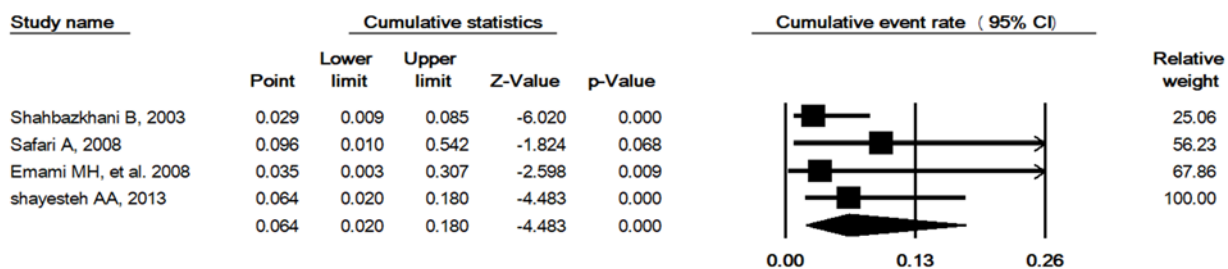 Study name Cumulative statistics Cumulative event rate ( 95% CI)
Lower Upper Relative
Point limit limit Z-Value p-Value weight
Shahbazkhani B, 2003 0.029 0.009 0.085 -6.020 0.000 25.06
Safari A, 2008 0.096 0.010 0.542 -1.824 0.068 56.23
Emami MH, et al. 2008 0.035 0.003 0.307 -2.598 0.009 67.86
shayesteh AA, 2013 0.064 0.020 0.180 -4.483 0.000 100.00
0.064 0.020 0.180 -4.483 0.000
0.00 0.13 0.26